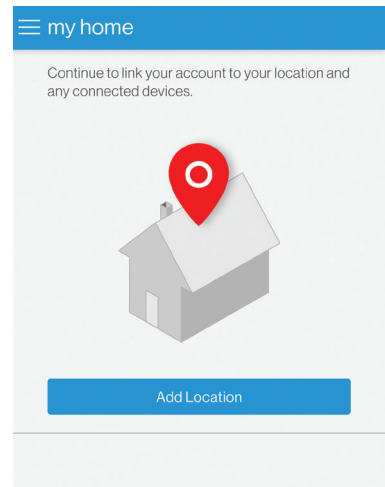 my home
Continue to link your account to your location and
any connected devices.
Add Location